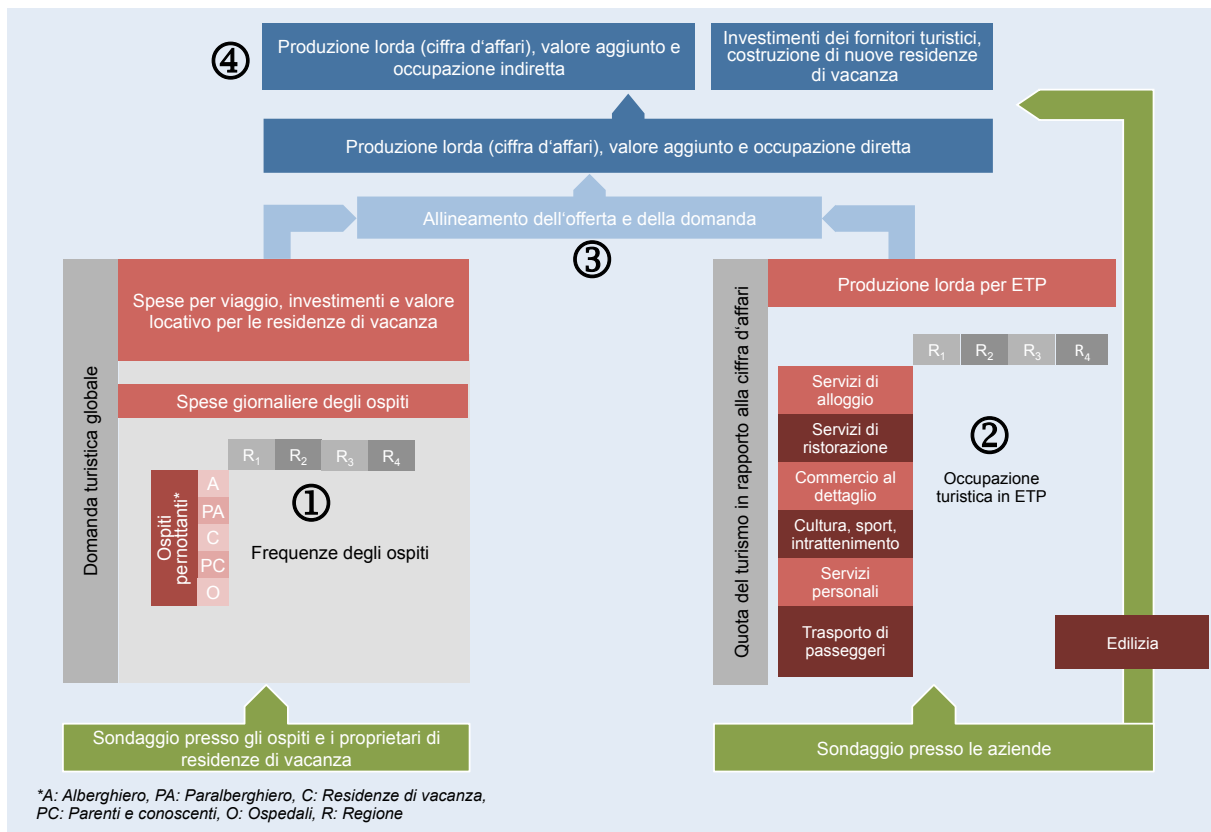 ④
Produzione lorda (ciffra d'affari), valore aggiunto e
occupazione indiretta
Investimenti dei fornitori turistici,
costruzione di nuove residenze
di vacanza
Produzione lorda (ciffra d'affari), valore aggiunto e occupazione diretta
Allineamento dell'offerta e della domanda
③
Domanda turistica globale
Spese per viaggio, investimenti e valore
locativo per le residenze di vacanza
Spese giornaliere degli ospiti
R1 R2 R3 R4
Ospiti
pernottanti*
A
PA
C
PC
O
①
Frequenze degli ospiti
Sondaggio presso gli ospiti e i proprietari di
residenze di vacanza
Quota del turismo in rapporto alla ciffra d'affari
Produzione lorda per ETP
R1 R2 R3 R4
Servizi di
alloggio
Servizi di
ristorazione
Commercio al
dettaglio
Cultura, sport,
intrattenimento
Servizi
personali
Trasporto di
passeggeri
②
Occupazione
turistica in ETP
Edilizia
Sondaggio presso le aziende
*A: Alberghiero, PA: Paralberghiero, C: Residenze di vacanza,
PC: Parenti e conoscenti, O: Ospedali, R: Regione